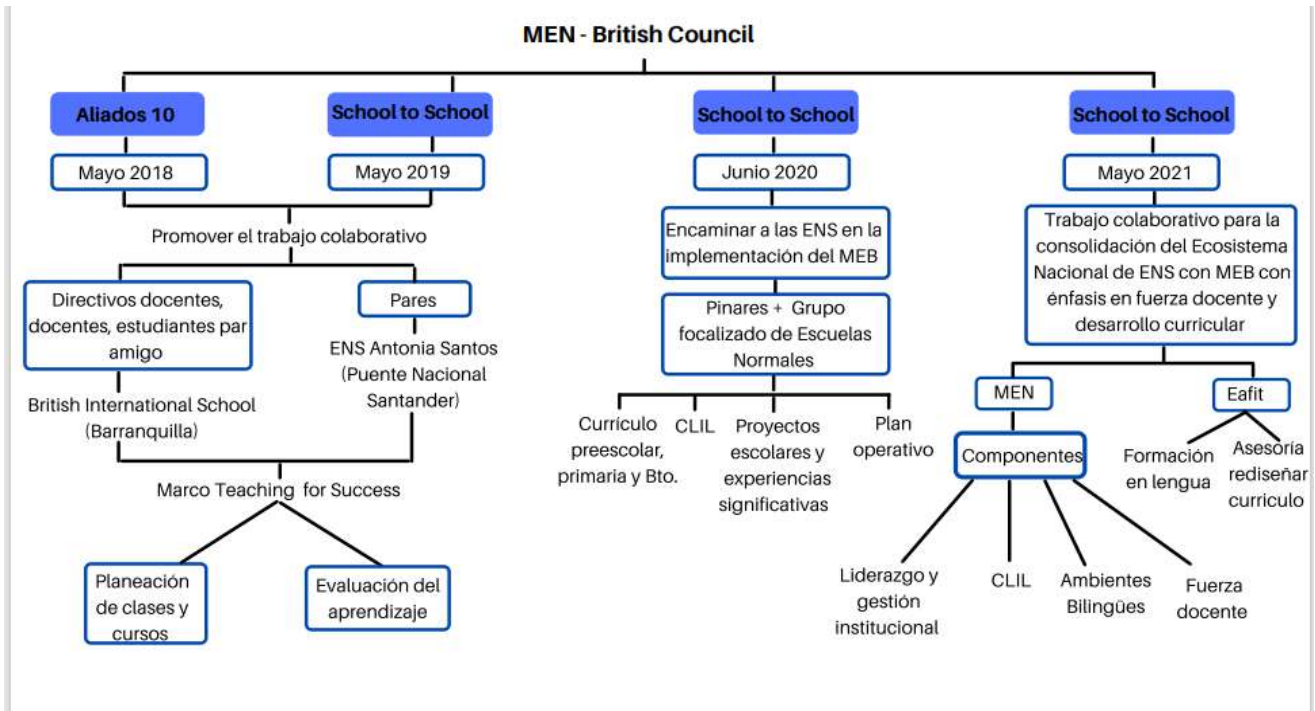 MEN - British Council
Aliados 10
School to School
School to School
School to School
Mayo 2018
Mayo 2019
Junio 2020
Mayo 2021
Promover el trabajo colaborativo
Directivos docentes,
docentes, estudiantes par
amigo
Pares
British International School
(Barranquilla)
ENS Antonia Santos
(Puente Nacional
Santander)
Marco Teaching for Success
Planeación
de clases y
cursos
Evaluación del
aprendizaje
Encaminar a las ENS en la
implementación del MEB
Pinares + Grupo
focalizado de Escuelas
Normales
Currículo
preescolar,
primaria y Bto.
CLIL
Proyectos
escolares y
experiencias
significativas
Plan
operativo
Trabajo colaborativo para la
consolidación del Ecosistema
Nacional de ENS con MEB con
énfasis en fuerza docente y
desarrollo curricular
MEN
Eafit
Componentes
Formación
en lengua
Asesoría
rediseñar
curriculo
Liderazgo y
gestión
institucional
CLIL
Ambientes
Bilingües
Fuerza
docente